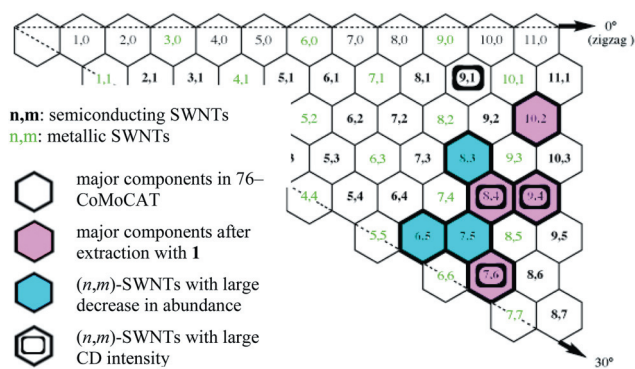 1,0 2,0 3,0 4,0 5,0 6,0 7,0 8,0 9,0 10,0 11,0 0°
(zigzag)
1,1 2,1 3,1 4,1 5,1 6,1 7,1 8,1 9,1 10,1 11,1
n,m: semiconducting SWNTs
n,m: metallic SWNTs
5,2 6,2 7,2 8,2 9,2 10,2
5,3 6,3 7,3 8,3 9,3 10,3
major components in 76–
CoMoCAT
4,4 5,4 6,4 7,4 8,4 9,4
major components after
extraction with 1
5,5 6,5 7,5 8,5 9,5
(n,m)-SWNTs with large
decrease in abundance
6,6 7,6 8,6
(n,m)-SWNTs with large
CD intensity
7,7 8,7
30°